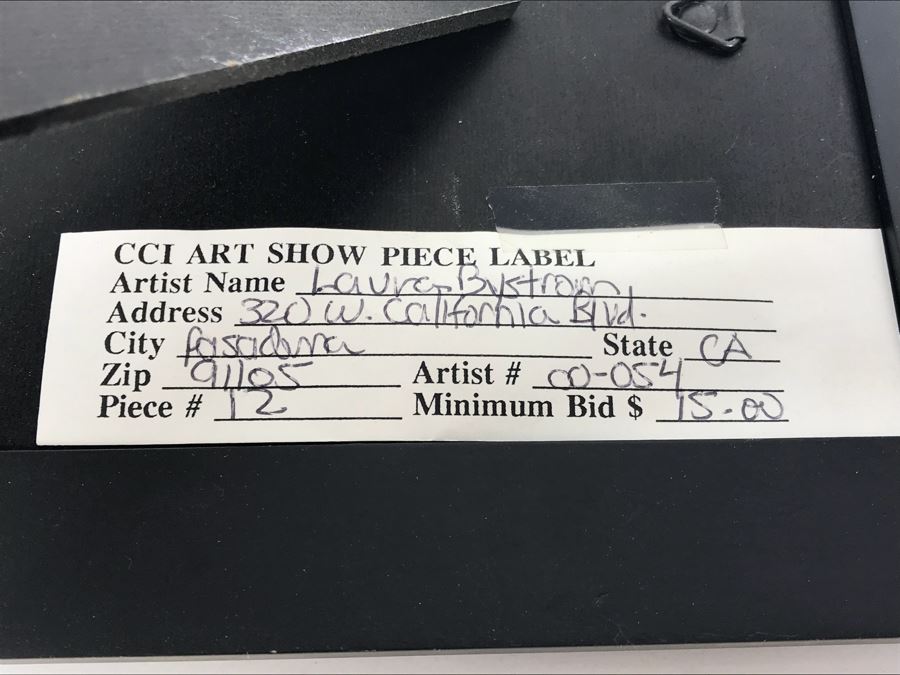 CCI ART SHOW PIECE LABEL
Artist Name Laura Bystrom
Address 320 W. California Blvd.
City Pasadena State CA
Zip 91105 Artist # 00-054
Piece # 12 Minimum Bid $ 15.00